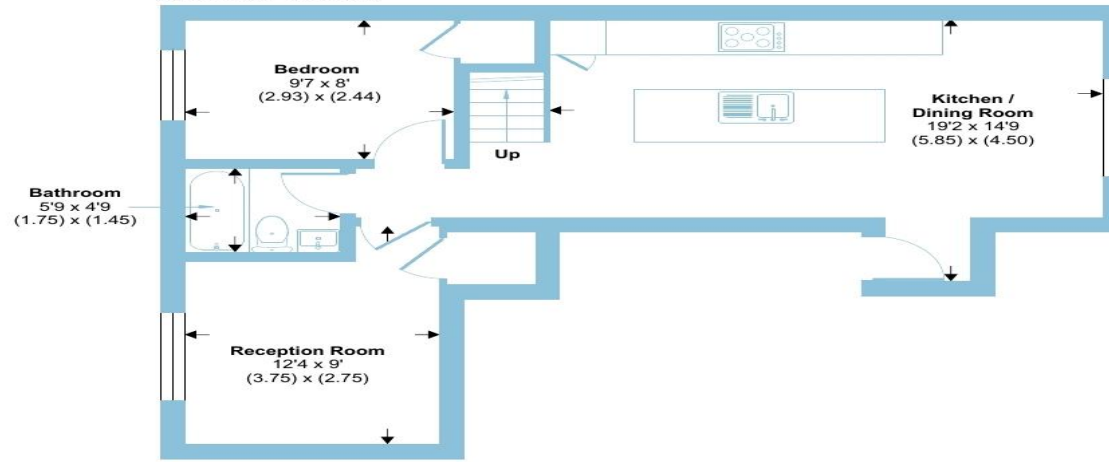 Bedroom
9'7 x 8'
(2.93) x (2.44)
Up
Kitchen /
Dining Room
19'2 x 14'9
(5.85) x (4.50)
Bathroom
5'9 x 4'9
(1.75) x (1.45)
Reception Room
12'4 x 9'
(3.75) x (2.75)